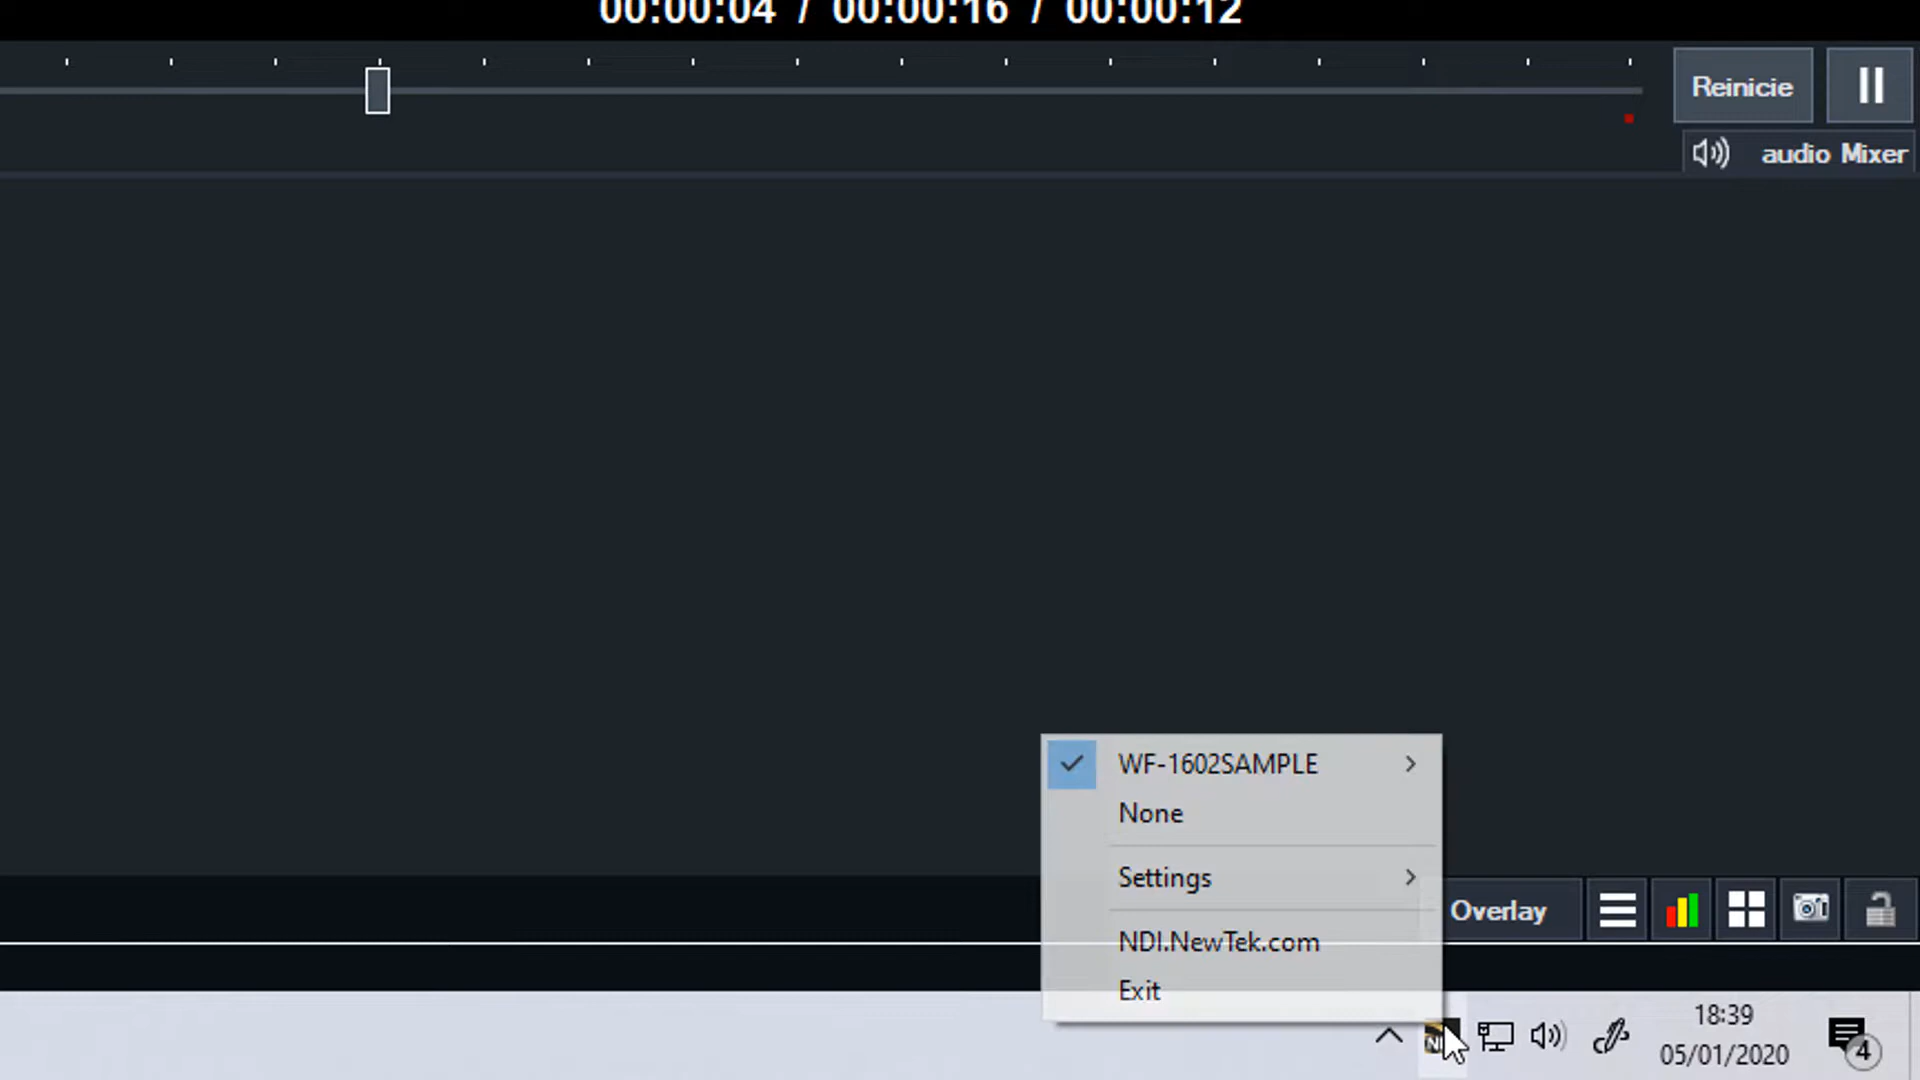 00:00:04 / 00:00:16 / 00:00:12
Reinicie
audio Mixer
WF-1602SAMPLE
None
Settings
NDI.NewTek.com
Exit
Overlay
18:39
05/01/2020
4